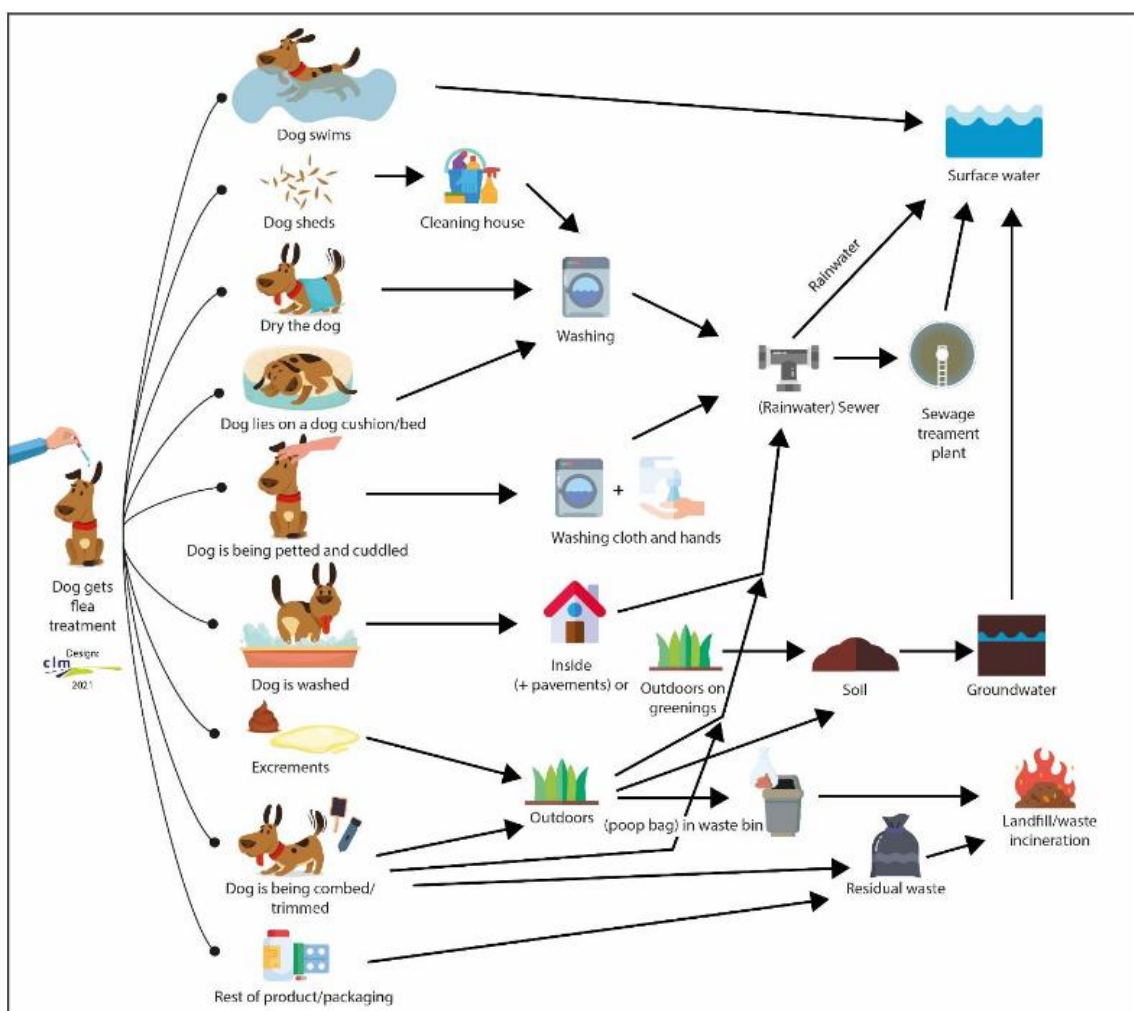 Dog swims
Surface water
Dog sheds
Cleaning house
Rainwater
Dry the dog
Washing
Dog lies on a dog cushion/bed
(Rainwater) Sewer
Sewage
treament
plant
Dog is being petted and cuddled
Washing cloth and hands
Dog gets
flea
treatment
Design:
clm
2021
Dog is washed
Inside
(+ pavements) or
Outdoors on
greenings
Soil
Groundwater
Excrements
Outdoors
(poop bag) in waste bin
Landfill/waste
incineration
Dog is being combed/
trimmed
Residual waste
Rest of product/packaging
+